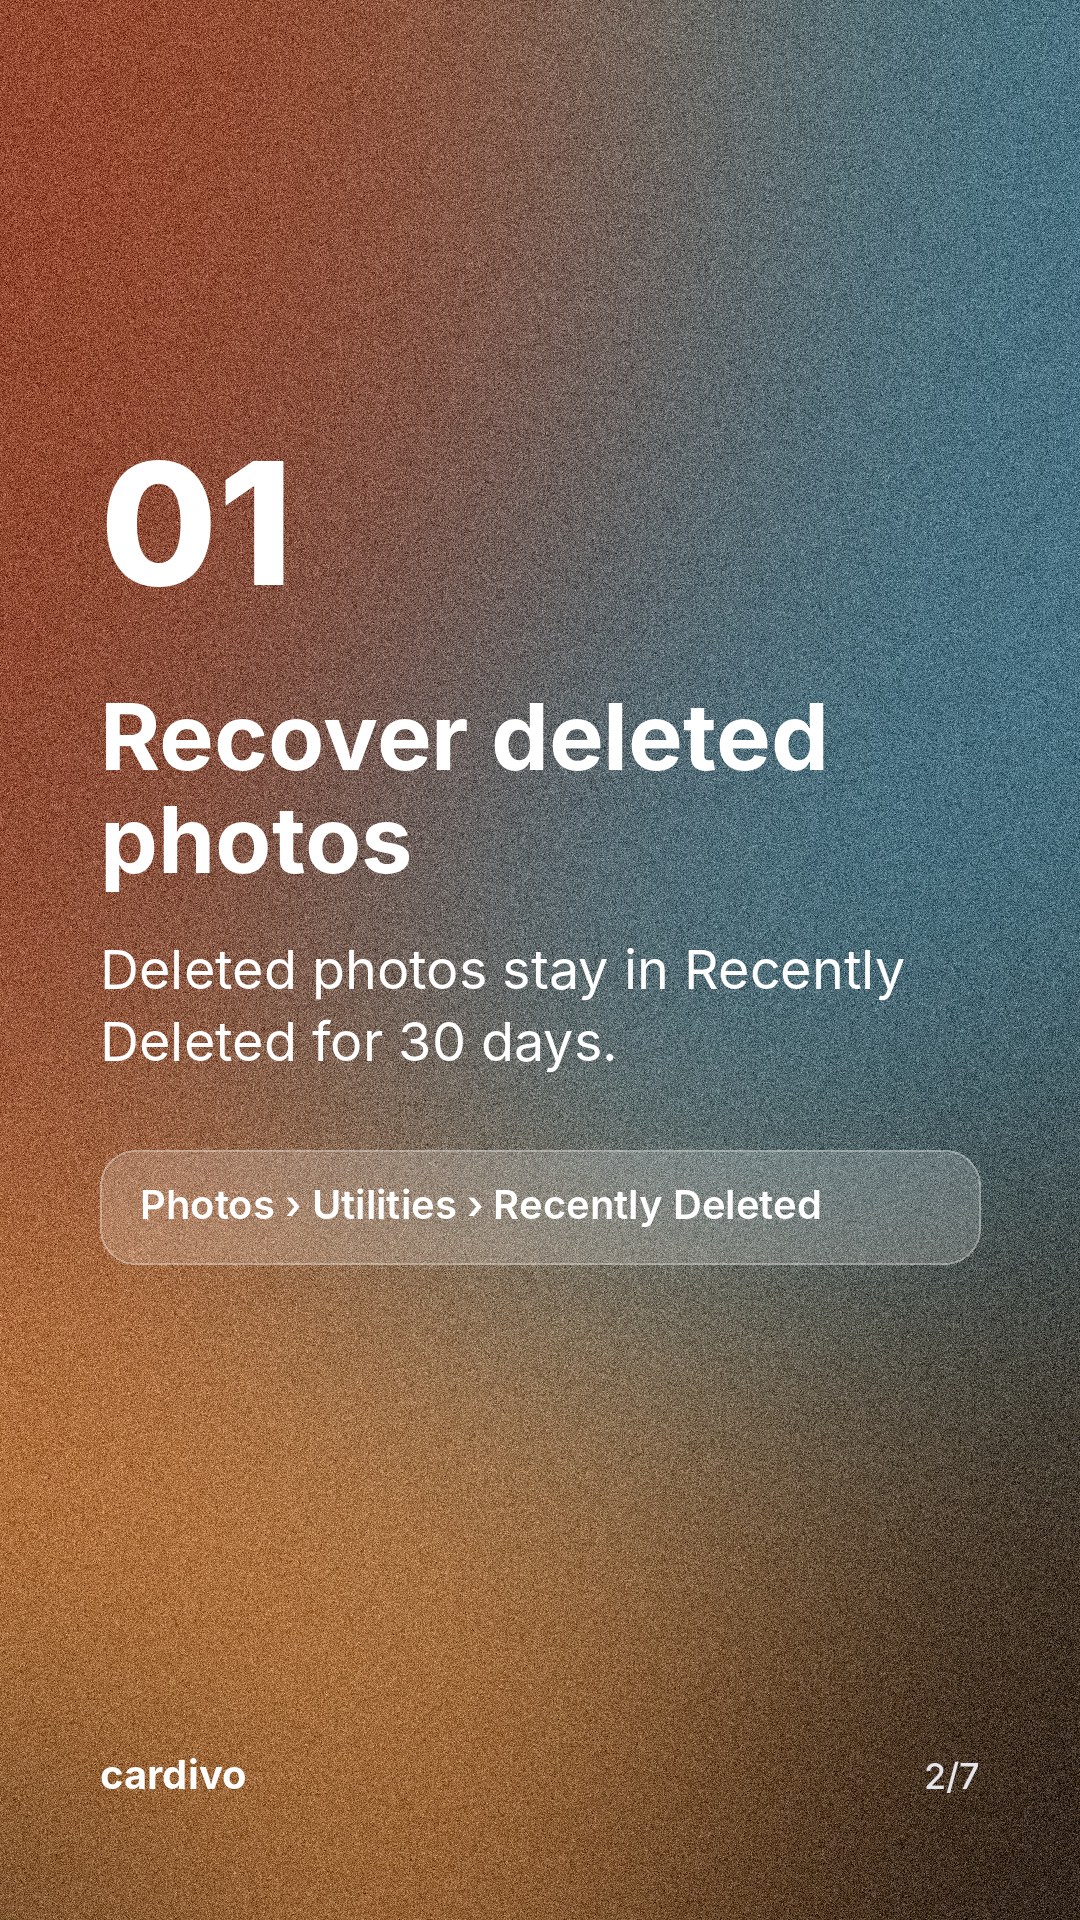 01
Recover deleted
photos
Deleted photos stay in Recently
Deleted for 30 days.
Photos › Utilities › Recently Deleted
cardivo
2/7